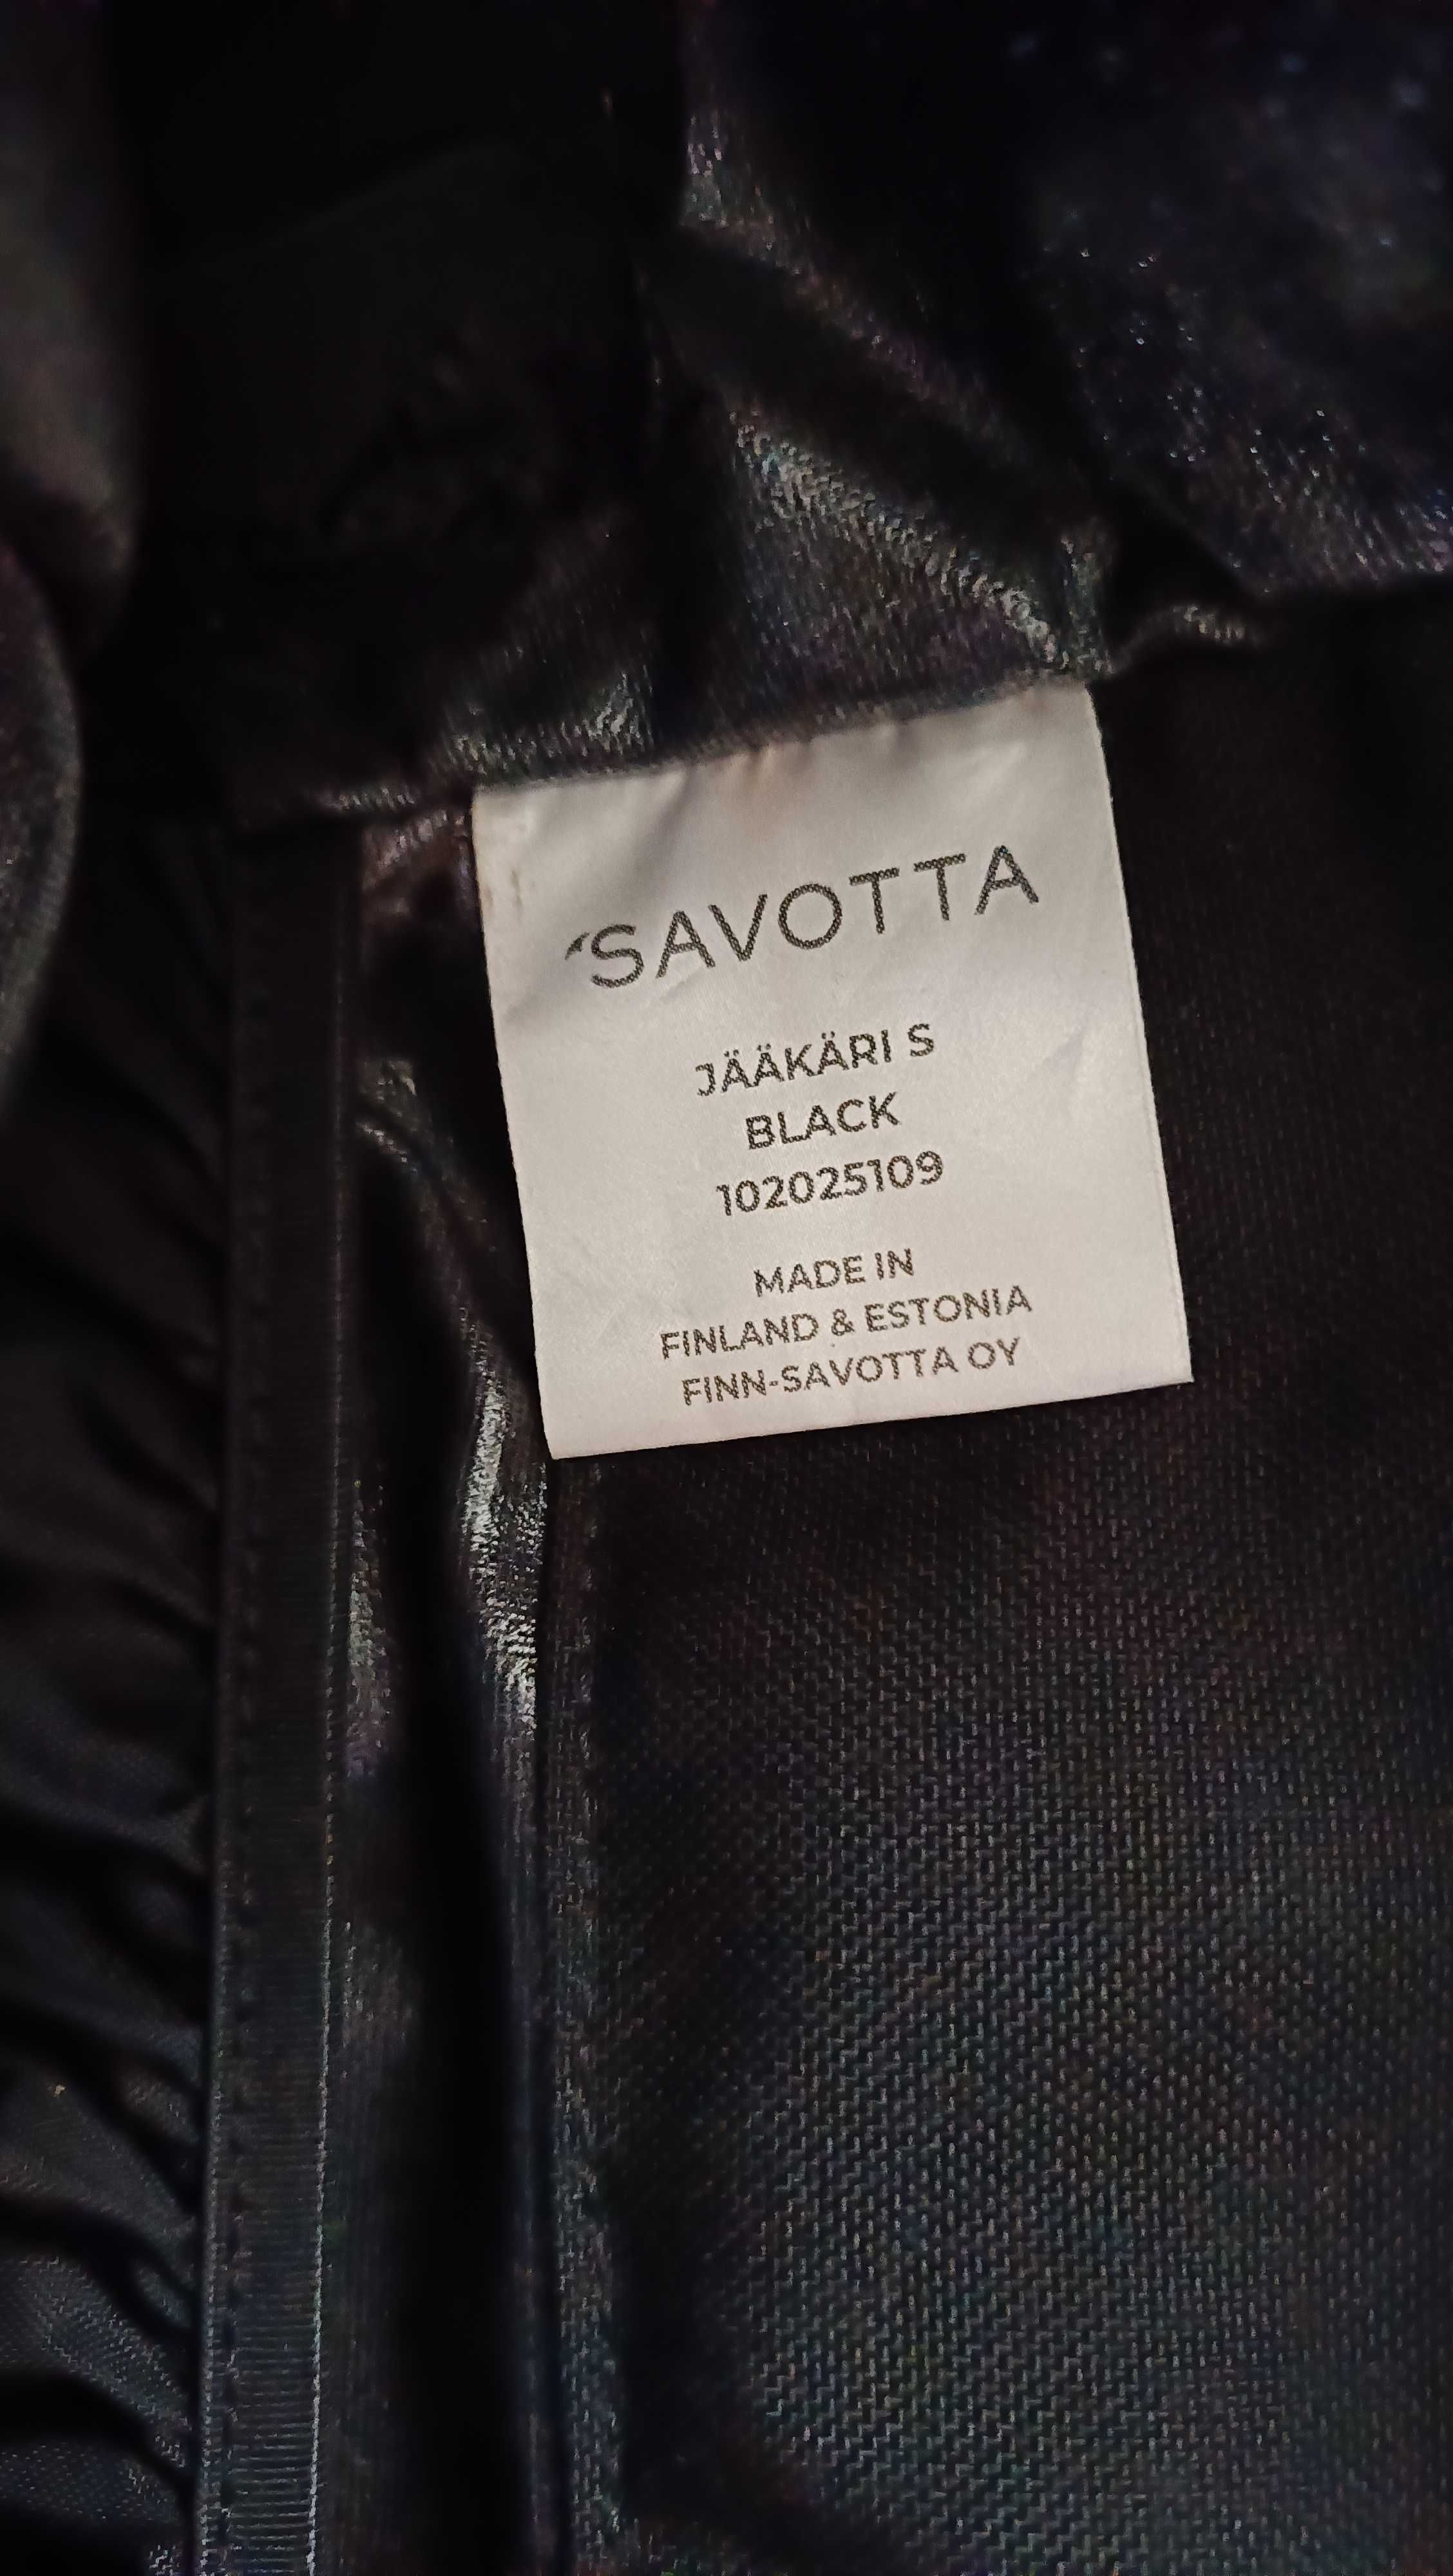 SAVOTTA
JÄÄKÄRI S
BLACK
102025109
MADE IN
FINLAND & ESTONIA
FINN-SAVOTTA OY